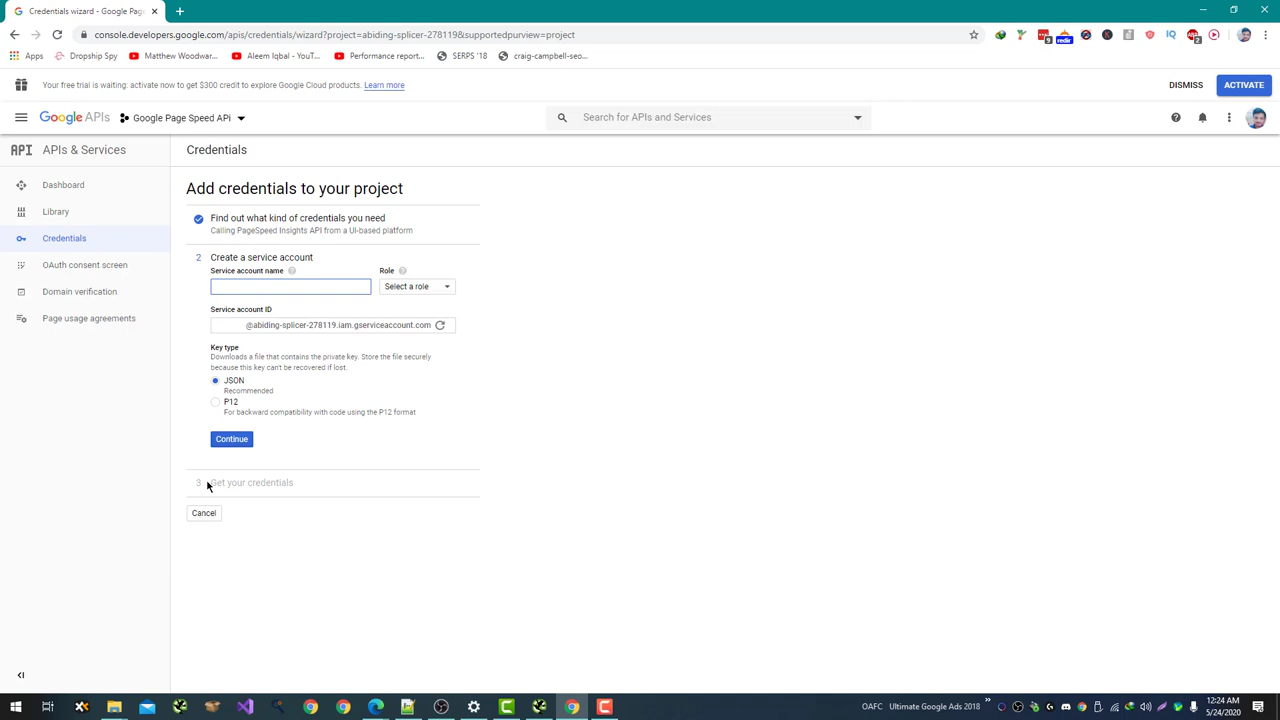 Credentials wizard - Google Pag
console.developers.google.com/apis/credentials/wizard?project=abiding-splicer-278119&supportedpurview=project
9
redir
IQ
2
Apps
Dropship Spy
Matthew Woodwar...
Aleem Iqbal - YouT...
Performance report...
SERPS '18
craig-campbell-seo...
Your free trial is waiting: activate now to get $300 credit to explore Google Cloud products. Learn more
DISMISS
ACTIVATE
Google APIs
Google Page Speed APi
Search for APIs and Services
API APIs & Services
Credentials
Dashboard
Library
Credentials
OAuth consent screen
Domain verification
Page usage agreements
Add credentials to your project
Find out what kind of credentials you need
Calling PageSpeed Insights API from a UI-based platform
2 Create a service account
Service account name
Role
Select a role
Service account ID
@abiding-splicer-278119.iam.gserviceaccount.com
Key type
Downloads a file that contains the private key. Store the file securely
because this key can't be recovered if lost.
JSON
Recommended
P12
For backward compatibility with code using the P12 format
Continue
3 Get your credentials
Cancel
OAFC
Ultimate Google Ads 2018
12:24 AM
5/24/2020